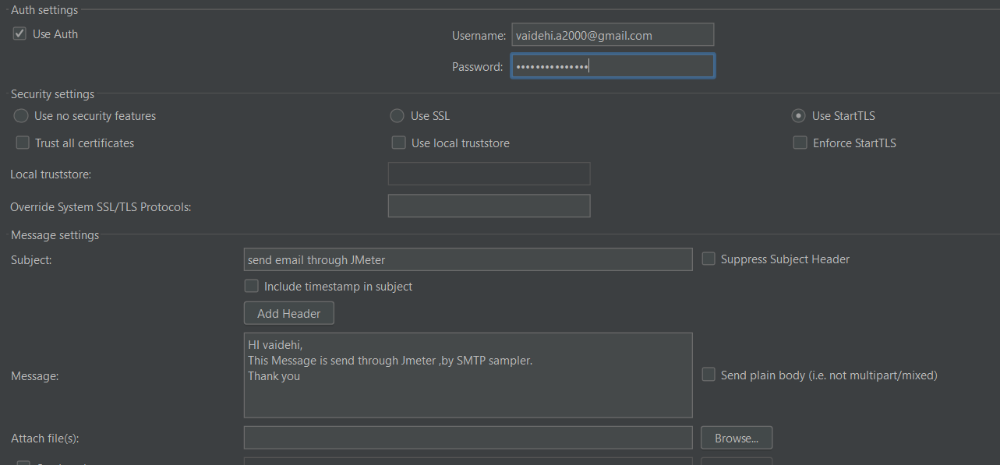 Auth settings
Use Auth
Username: vaidehi.a2000@gmail.com
Password: •••••••••••••••
Security settings
Use no security features Use SSL Use StartTLS
Trust all certificates Use local truststore Enforce StartTLS
Local truststore:
Override System SSL/TLS Protocols:
Message settings
Subject: send email through JMeter Suppress Subject Header
Include timestamp in subject
Add Header
HI vaidehi,
This Message is send through Jmeter ,by SMTP sampler.
Message: Thank you Send plain body (i.e. not multipart/mixed)
Attach file(s): Browse...